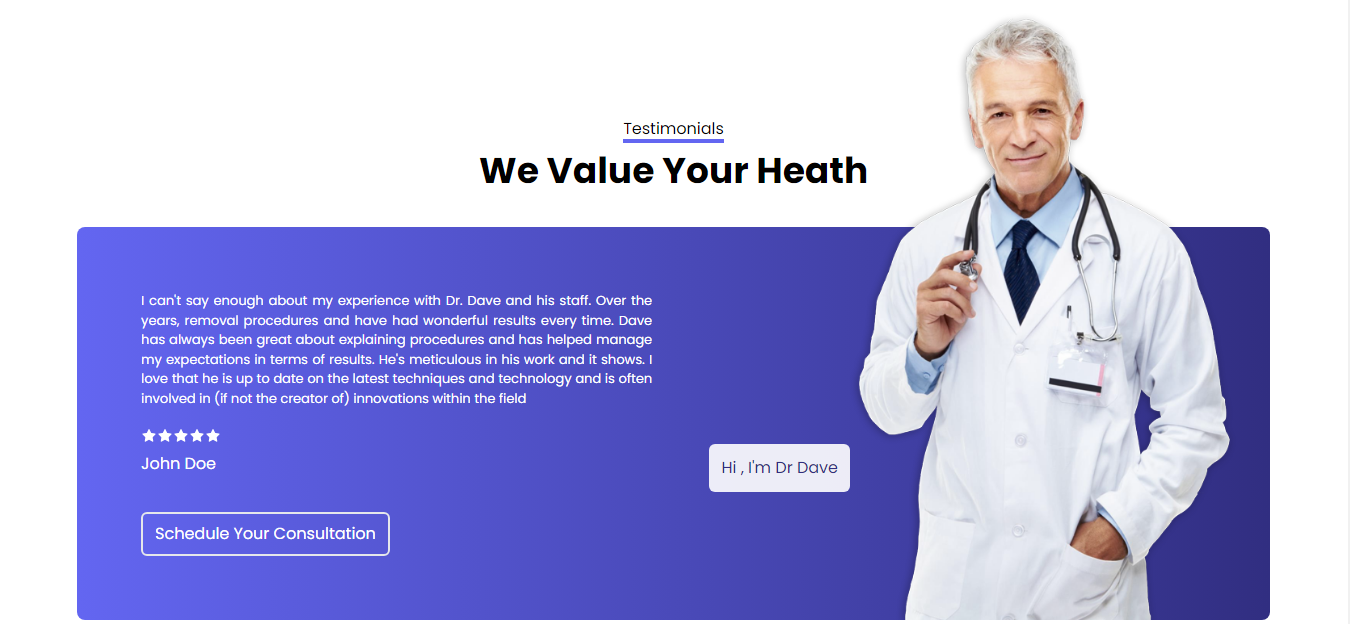 Testimonials
We Value Your Heath
I can't say enough about my experience with Dr. Dave and his staff. Over the
years, removal procedures and have had wonderful results every time. Dave
has always been great about explaining procedures and has helped manage
my expectations in terms of results. He's meticulous in his work and it shows. I
love that he is up to date on the latest techniques and technology and is often
involved in (if not the creator of) innovations within the field
John Doe
Hi , I'm Dr Dave
Schedule Your Consultation